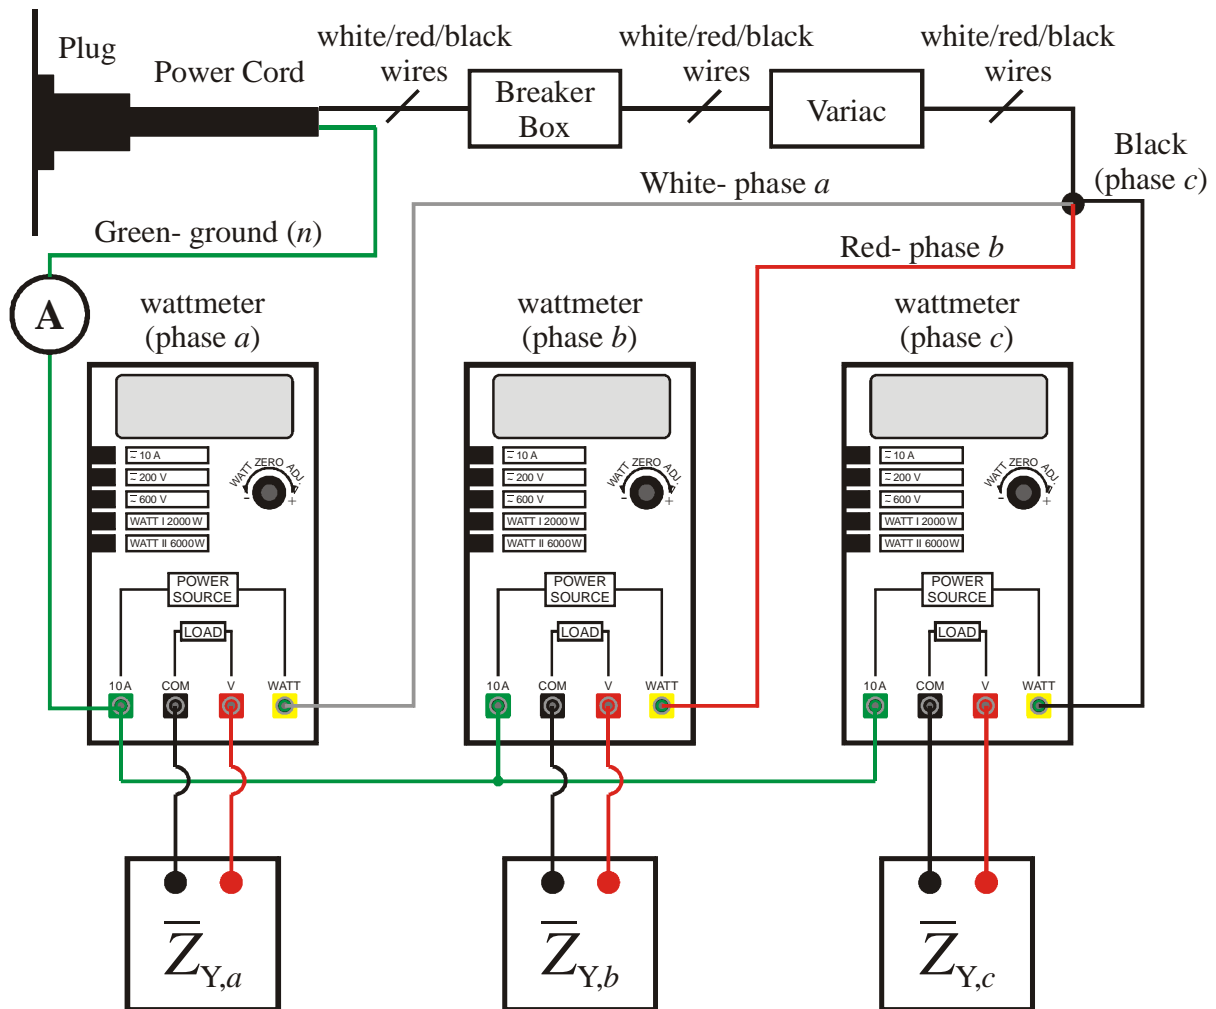 Plug
Power Cord
white/red/black
wires
Breaker
Box
white/red/black
wires
Variac
white/red/black
wires
Black
(phase c)
White- phase a
Green- ground (n)
Red- phase b
A
wattmeter
(phase a)
wattmeter
(phase b)
wattmeter
(phase c)
10 A
200 V
600 V
WATT I 2000 W
WATT II 6000W
WATT ZERO ADJ.
- +
POWER
SOURCE
LOAD
10A COM V WATT
10 A
200 V
600 V
WATT I 2000 W
WATT II 6000W
WATT ZERO ADJ.
- +
POWER
SOURCE
LOAD
10A COM V WATT
10 A
200 V
600 V
WATT I 2000 W
WATT II 6000W
WATT ZERO ADJ.
- +
POWER
SOURCE
LOAD
10A COM V WATT
Z̅Y,a
Z̅Y,b
Z̅Y,c